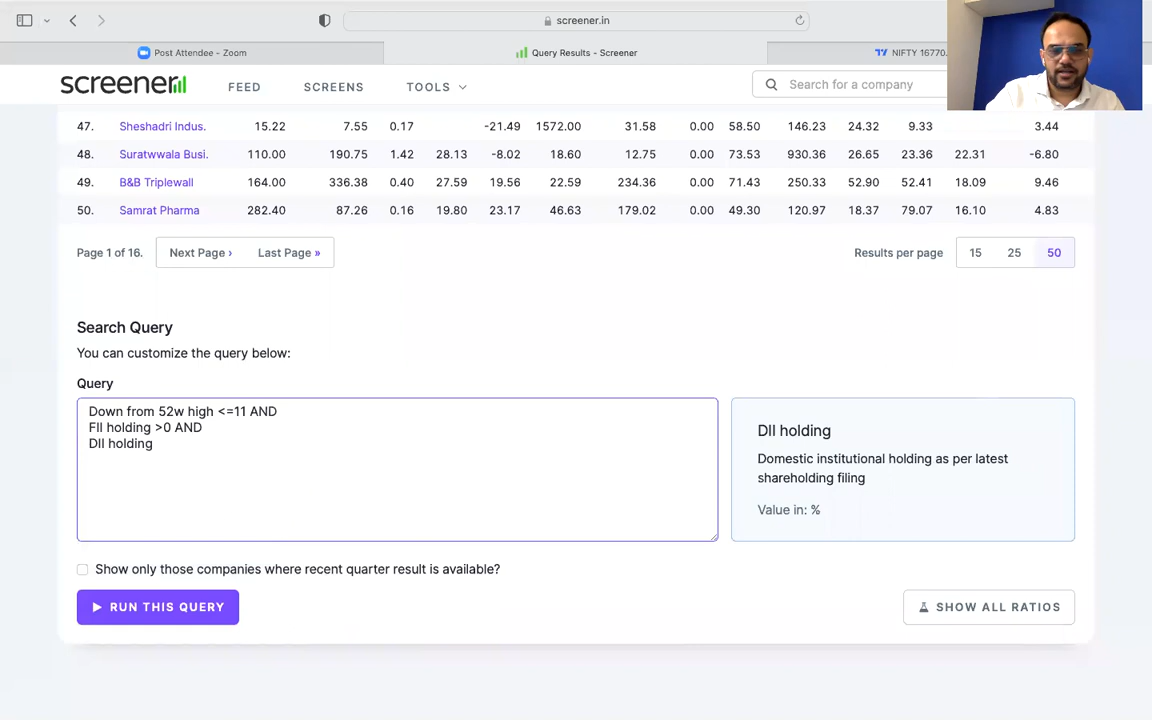 screener.in
Post Attendee - Zoom
Query Results - Screener
NIFTY 16770.
screener
FEED
SCREENS
TOOLS
Search for a company
47. Sheshadri Indus. 15.22 7.55 0.17 -21.49 1572.00 31.58 0.00 58.50 146.23 24.32 9.33 3.44
48. Suratwwala Busi. 110.00 190.75 1.42 28.13 -8.02 18.60 12.75 0.00 73.53 930.36 26.65 23.36 22.31 -6.80
49. B&B Triplewall 164.00 336.38 0.40 27.59 19.56 22.59 234.36 0.00 71.43 250.33 52.90 52.41 18.09 9.46
50. Samrat Pharma 282.40 87.26 0.16 19.80 23.17 46.63 179.02 0.00 49.30 120.97 18.37 79.07 16.10 4.83
Page 1 of 16. Next Page › Last Page » Results per page 15 25 50
Search Query
You can customize the query below:
Query
Down from 52w high <=11 AND
FII holding >0 AND
DII holding
DII holding
Domestic institutional holding as per latest
shareholding filing
Value in: %
Show only those companies where recent quarter result is available?
RUN THIS QUERY
SHOW ALL RATIOS